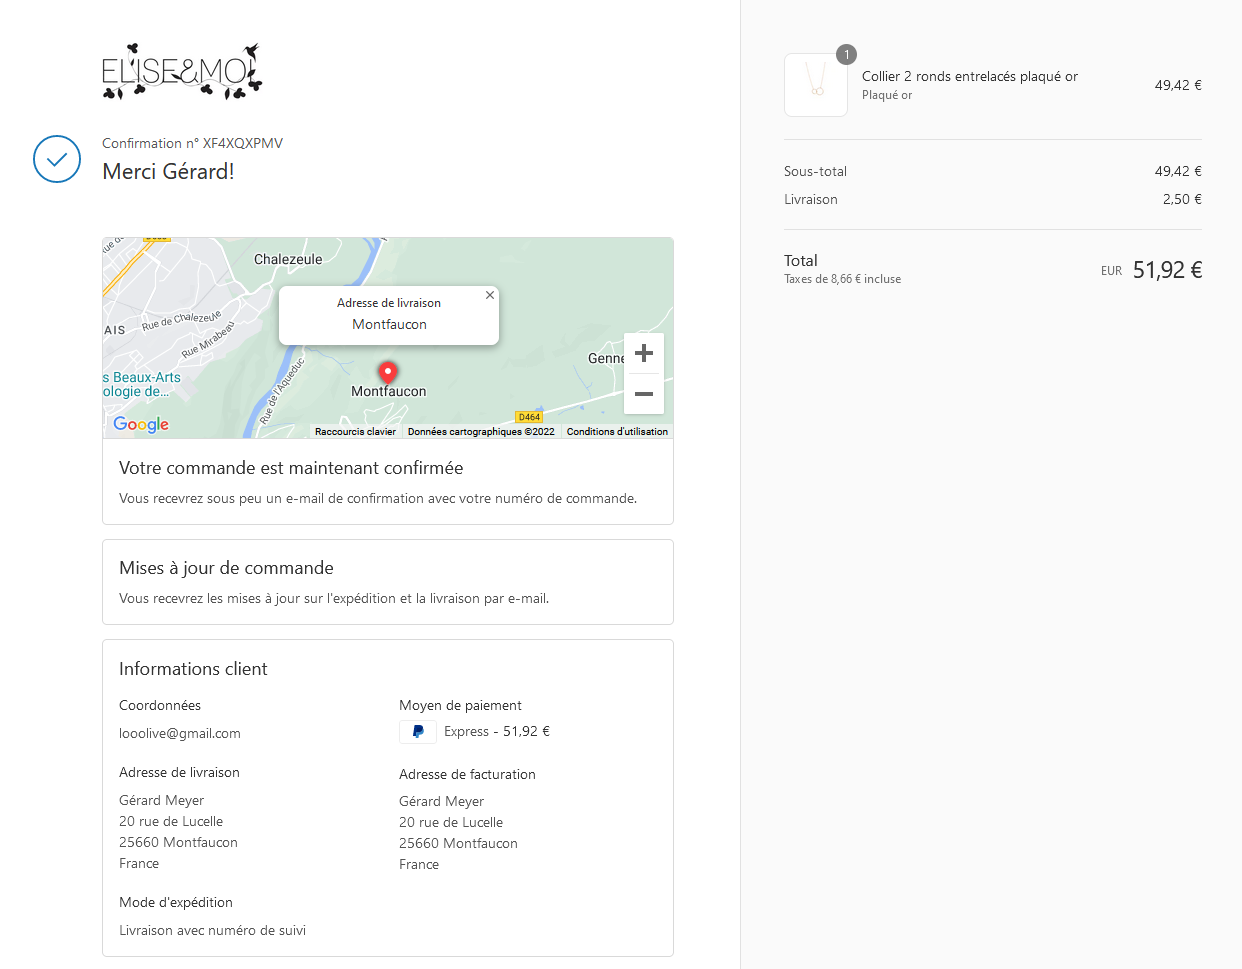 ELISE&MOI
Confirmation n° XF4XQXPMV
Merci Gérard!
Chalezeule
Adresse de livraison
Montfaucon
AIS
Rue de Chalezeule
Rue Mirabeau
s Beaux-Arts
ologie de...
Rue de l'Aqueduc
Montfaucon
Genne
D464
Google
Raccourcis clavier
Données cartographiques ©2022
Conditions d'utilisation
Votre commande est maintenant confirmée
Vous recevrez sous peu un e-mail de confirmation avec votre numéro de commande.
Mises à jour de commande
Vous recevrez les mises à jour sur l'expédition et la livraison par e-mail.
Informations client
Coordonnées
looolive@gmail.com
Moyen de paiement
Express - 51,92 €
Adresse de livraison
Gérard Meyer
20 rue de Lucelle
25660 Montfaucon
France
Adresse de facturation
Gérard Meyer
20 rue de Lucelle
25660 Montfaucon
France
Mode d'expédition
Livraison avec numéro de suivi
1
Collier 2 ronds entrelacés plaqué or
Plaqué or
49,42 €
Sous-total 49,42 €
Livraison 2,50 €
Total
Taxes de 8,66 € incluse
EUR 51,92 €